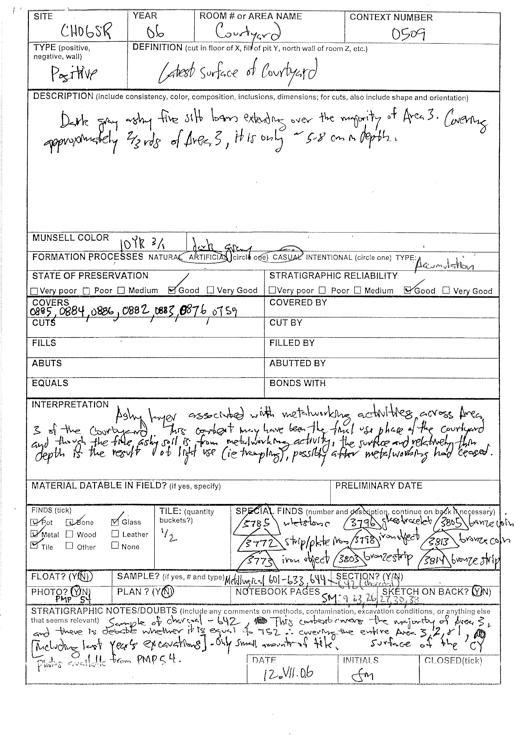 SITE YEAR ROOM # or AREA NAME CONTEXT NUMBER
CH06SR 06 Courtyard 0509
TYPE (positive, negative, wall) DEFINITION (cut in floor of X, fill of pit Y, north wall of room Z, etc.)
Positive Latest surface of Courtyard
DESCRIPTION (include consistency, color, composition, inclusions, dimensions; for cuts, also include shape and orientation)
Dark gray ashy fine silt loam extending over the majority of Area 3. Covering
approximately 2/3rds of Area 3, it is only ~ 5-8 cm in depth.
MUNSELL COLOR 10YR 3/1 dark gray
FORMATION PROCESSES NATURAL ARTIFICIAL (circle one) CASUAL INTENTIONAL (circle one) TYPE: Accumulation
STATE OF PRESERVATION STRATIGRAPHIC RELIABILITY
Very poor Poor Medium Good Very Good Very poor Poor Medium Good Very Good
COVERS COVERED BY
0885, 0884, 0886, 0882, 0883, 0876, 0759
CUTS CUT BY
FILLS FILLED BY
ABUTS ABUTTED BY
EQUALS BONDS WITH
INTERPRETATION
Ashy layer associated with metalworking activities across Area
3 of the Courtyard. This context may have been the final use phase of the courtyard
and though the fine, ashy soil is from metalworking activity, the surface and relatively thin
depth is the result of light use (ie trampling), possibly after metalworking had ceased.
MATERIAL DATABLE IN FIELD? (if yes, specify) PRELIMINARY DATE
FINDS (tick) TILE: (quantity buckets?) SPECIAL FINDS (number and description, continue on back if necessary)
Pot Bone Glass 1/2 3785 whetstone 3796 glass bracelet 3805 bronze coin
Metal Wood Leather 3772 strip/plate iron 3798 iron object 3813 bronze coin
Tile Other None 3773 iron object 3803 bronze strip 3814 bronze strip
FLOAT? (Y/N) SAMPLE? (if yes, # and type) Metallurgical 601-633, 644 SECTION? (Y/N)
PHOTO? (Y/N) PLAN? (Y/N) NOTEBOOK PAGES SM: SKETCH ON BACK? (Y/N)
PMP 54
STRATIGRAPHIC NOTES/DOUBTS (include any comments on methods, contamination, excavation conditions, or anything else
that seems relevant) Sample of charcoal = 642, This context covers the majority of Area 3,
and there is debate whether it is equal to 752 ∴ covering the entire Area 3, 2, 81,
[including last year's excavations]. Only small amounts of tile. surface of the CY
Photos available from PMP 54.
DATE INITIALS CLOSED(tick)
12.VII.06